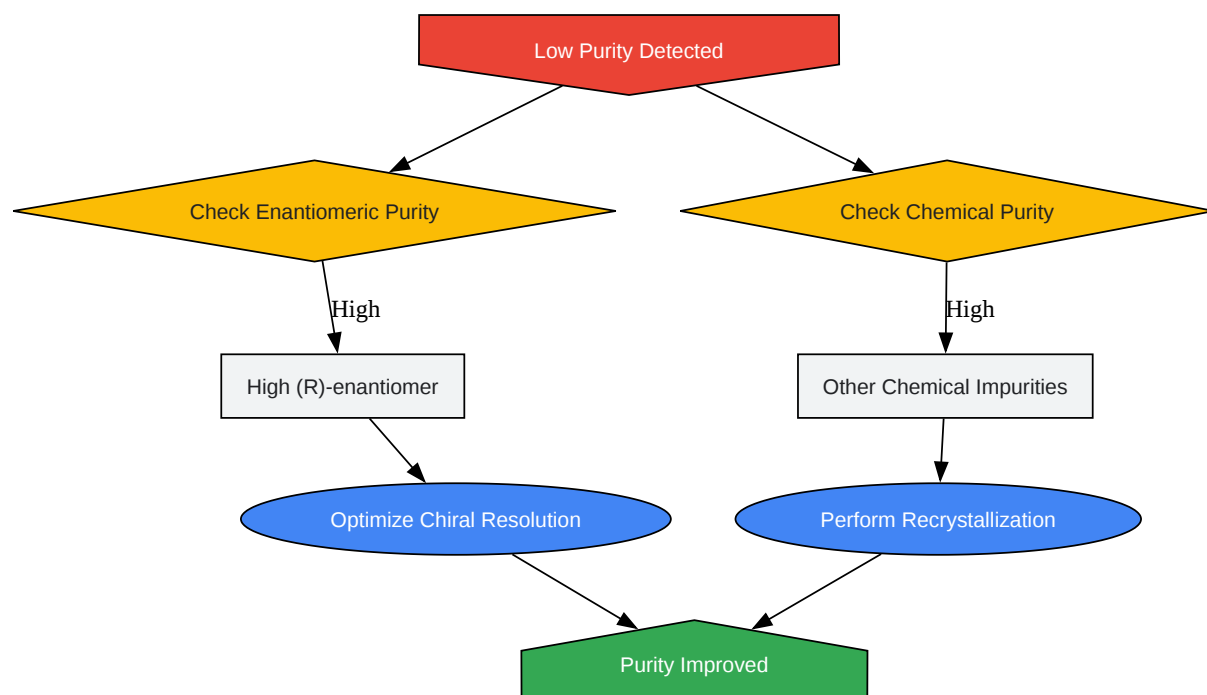 Low Purity Detected
Check Enantiomeric Purity
Check Chemical Purity
High
High
High (R)-enantiomer
Other Chemical Impurities
Optimize Chiral Resolution
Perform Recrystallization
Purity Improved